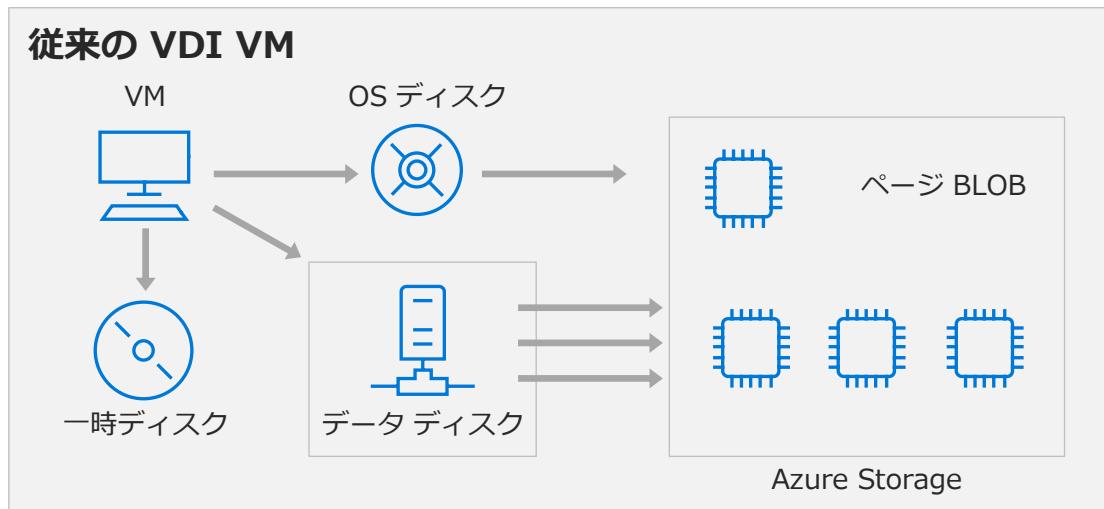 従来の VDI VM
VM
OS ディスク
ページ BLOB
一時ディスク
データ ディスク
Azure Storage